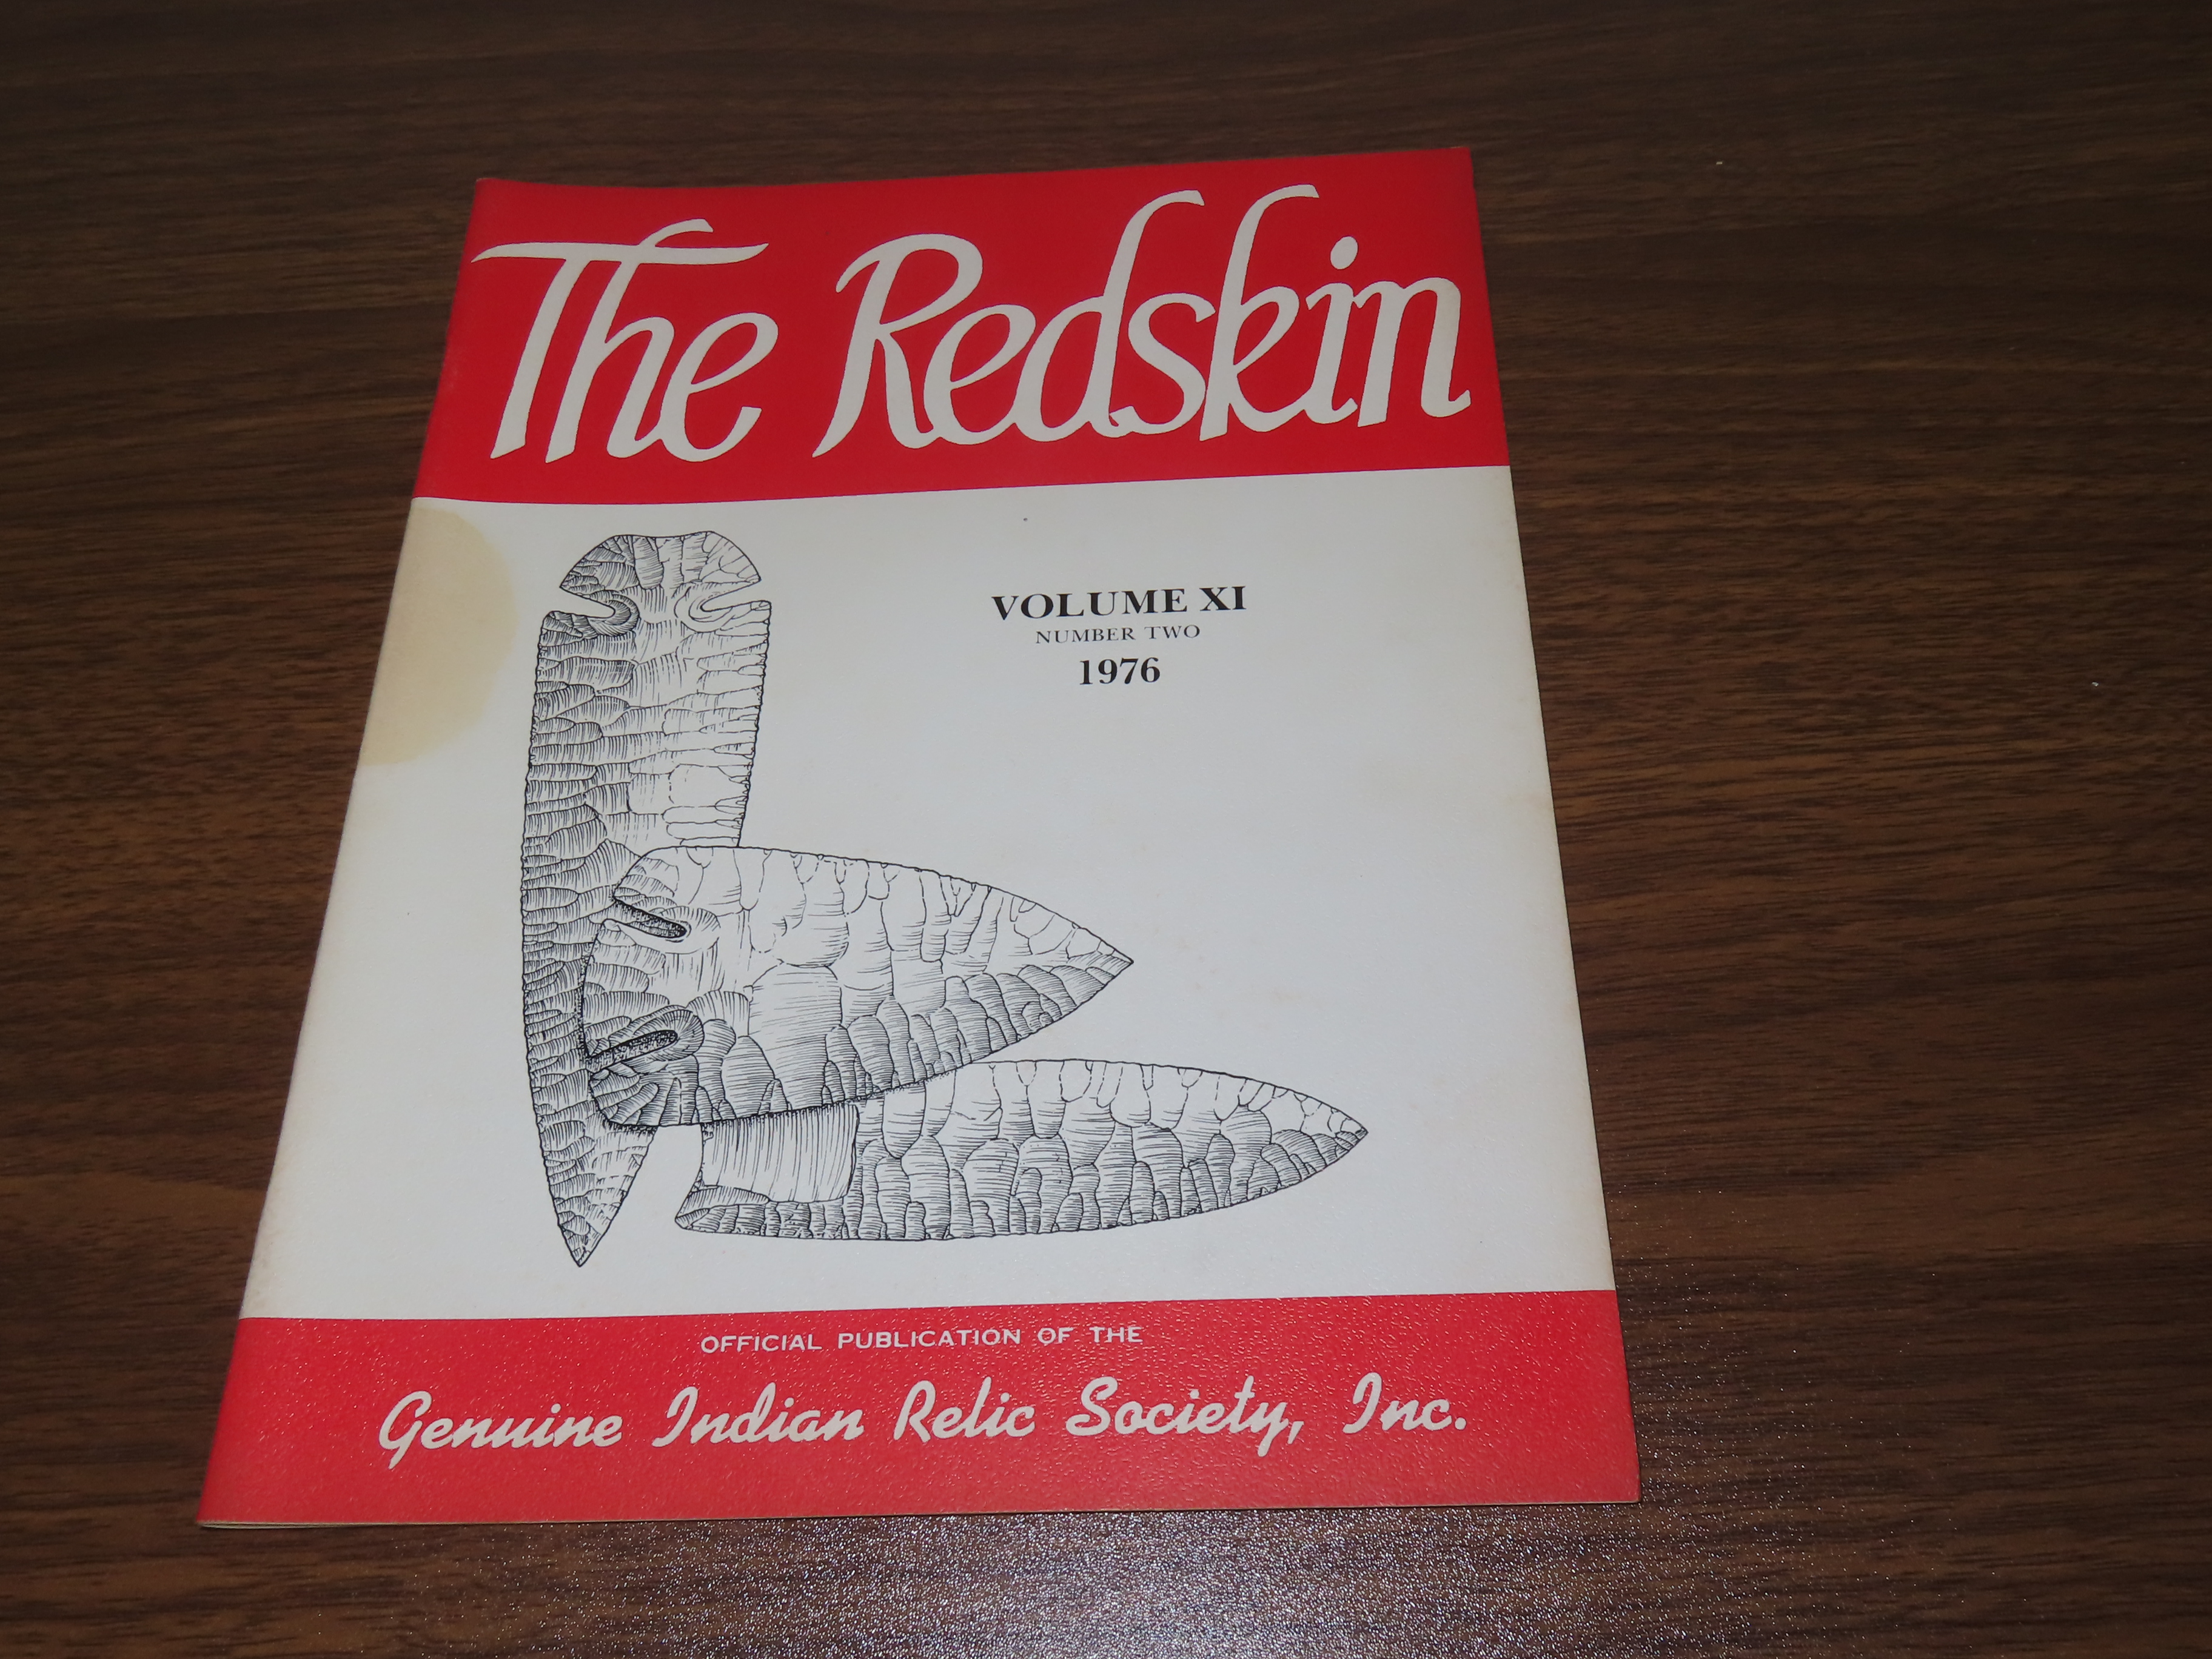 The Redskin
VOLUME XI
NUMBER TWO
1976
OFFICIAL PUBLICATION OF THE
Genuine Indian Relic Society, Inc.